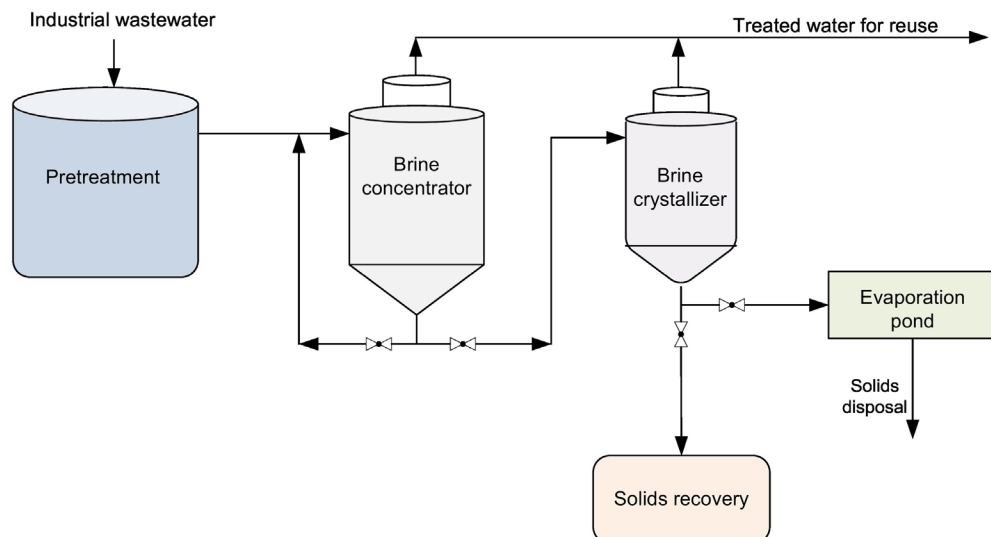 Industrial wastewater
Treated water for reuse
Pretreatment
Brine
concentrator
Brine
crystallizer
Evaporation
pond
Solids
disposal
Solids recovery